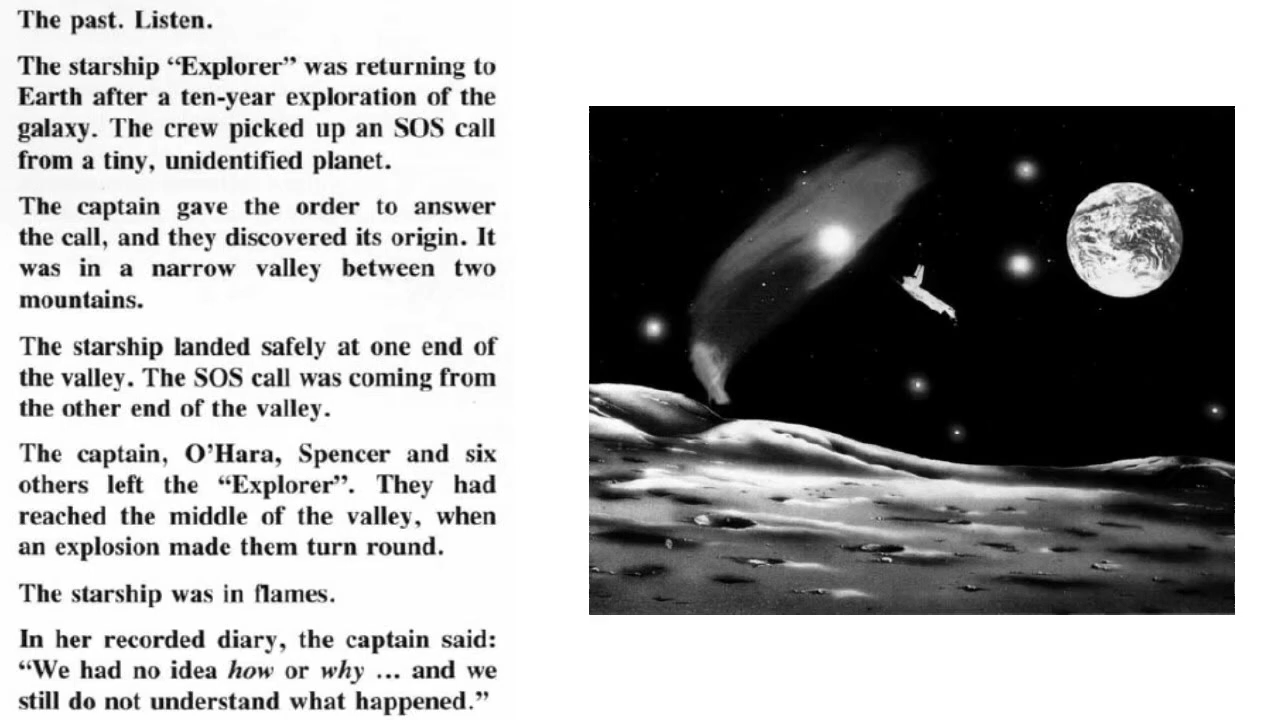 The past. Listen.
The starship “Explorer” was returning to
Earth after a ten-year exploration of the
galaxy. The crew picked up an SOS call
from a tiny, unidentified planet.
The captain gave the order to answer
the call, and they discovered its origin. It
was in a narrow valley between two
mountains.
The starship landed safely at one end of
the valley. The SOS call was coming from
the other end of the valley.
The captain, O’Hara, Spencer and six
others left the “Explorer”. They had
reached the middle of the valley, when
an explosion made them turn round.
The starship was in flames.
In her recorded diary, the captain said:
“We had no idea how or why ... and we
still do not understand what happened.”